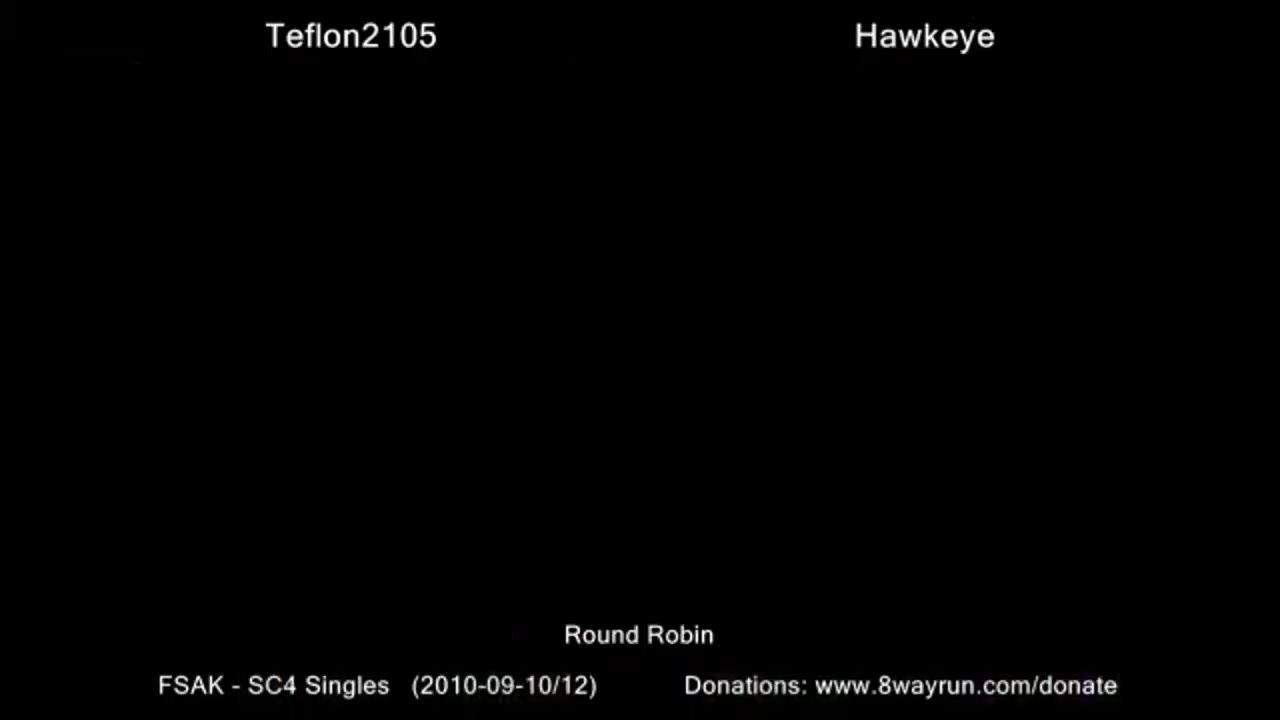 Teflon2105 Hawkeye
Round Robin
FSAK - SC4 Singles (2010-09-10/12) Donations: www.8wayrun.com/donate